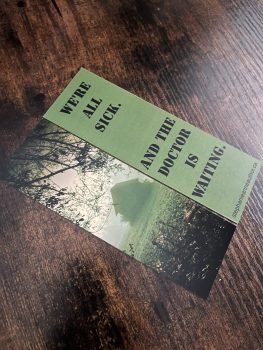 WE'RE
ALL
SICK.
AND THE
DOCTOR
IS
WAITING.